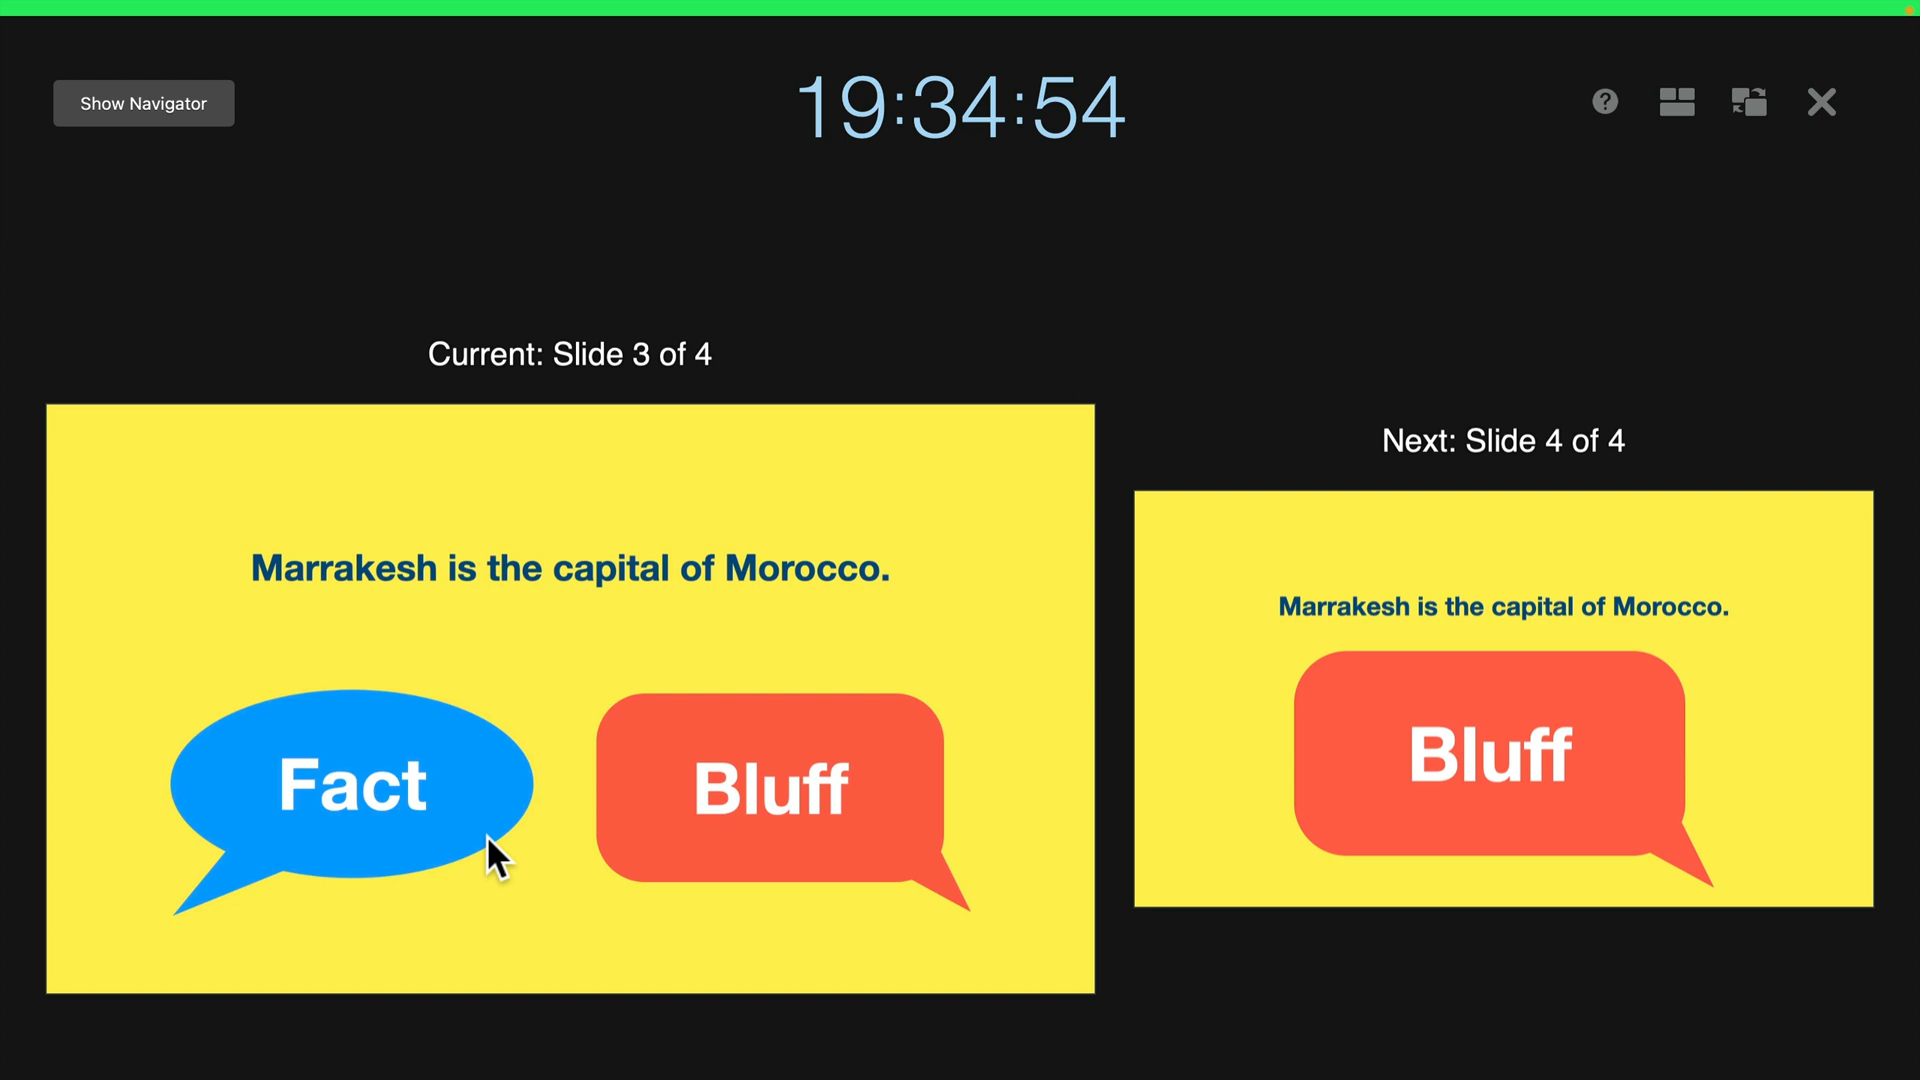 Show Navigator
19:34:54
Current: Slide 3 of 4
Marrakesh is the capital of Morocco.
Fact
Bluff
Next: Slide 4 of 4
Marrakesh is the capital of Morocco.
Bluff